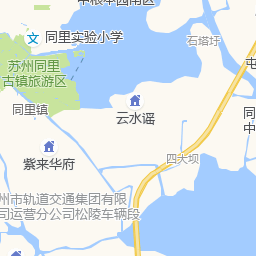 同里实验小学
石塔圩
苏州同里
古镇旅游区
同里镇
云水谣
同
中
四大坝
紫来华府
州市轨道交通集团有限
司运营分公司松陵车辆段